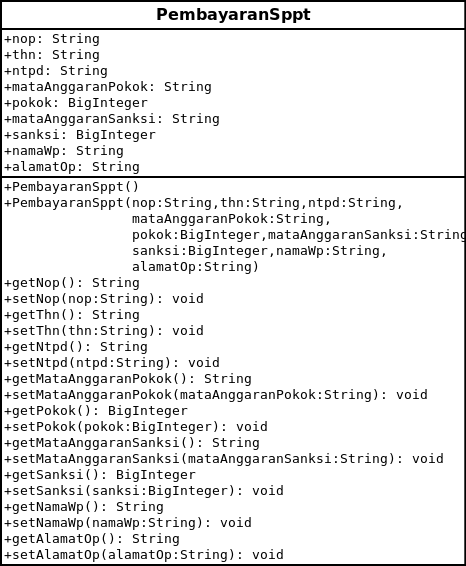 PembayaranSppt
+nop: String
+thn: String
+ntpd: String
+mataAnggaranPokok: String
+pokok: BigInteger
+mataAnggaranSanksi: String
+sanksi: BigInteger
+namaWp: String
+alamatOp: String
+PembayaranSppt()
+PembayaranSppt(nop:String,thn:String,ntpd:String,
mataAnggaranPokok:String,
pokok:BigInteger,mataAnggaranSanksi:String
sanksi:BigInteger,namaWp:String,
alamatOp:String)
+getNop(): String
+setNop(nop:String): void
+getThn(): String
+setThn(thn:String): void
+getNtpd(): String
+setNtpd(ntpd:String): void
+getMataAnggaranPokok(): String
+setMataAnggaranPokok(mataAnggaranPokok:String): void
+getPokok(): BigInteger
+setPokok(pokok:BigInteger): void
+getMataAnggaranSanksi(): String
+setMataAnggaranSanksi(mataAnggaranSanksi:String): void
+getSanksi(): BigInteger
+setSanksi(sanksi:BigInteger): void
+getNamaWp(): String
+setNamaWp(namaWp:String): void
+getAlamatOp(): String
+setAlamatOp(alamatOp:String): void